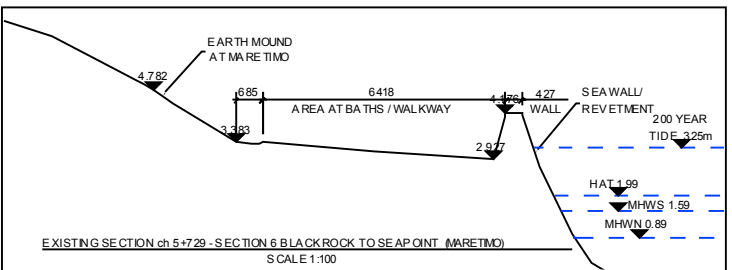 EARTH MOUND
AT MARETIMO
4.782
685
6418
4.176
427
SEA WALL/
REVETMENT
AREA AT BATHS / WALKWAY
WALL
200 YEAR
TIDE 3.25m
3.383
2.927
HAT 1.99
MHWS 1.59
MHWN 0.89
EXISTING SECTION ch 5+729 - SECTION 6 BLACKROCK TO SEAPOINT (MARETIMO)
SCALE 1:100